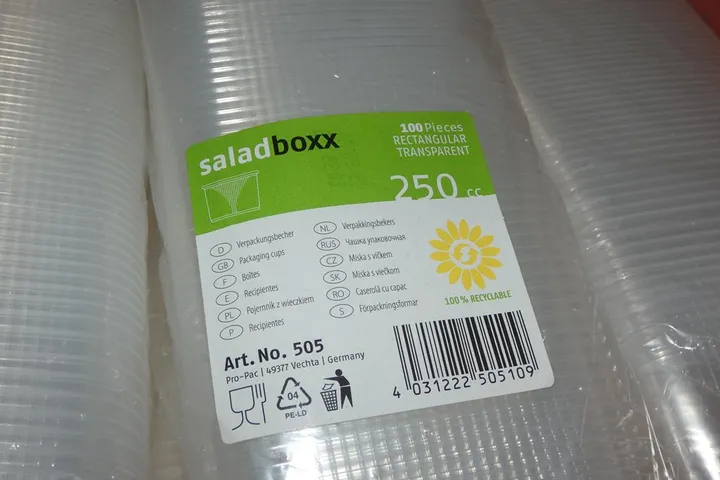 saladboxx
100 Pieces
RECTANGULAR
TRANSPARENT
250 cc
D Verpackungsbecher
GB Packaging cups
F Boîtes
E Recipientes
PL Pojemnik z wieczkiem
P Recipientes
NL Verpakkingsbekers
RUS Чашка упаковочная
CZ Miska s víčkem
SK Miska s viečkom
RO Caserolă cu capac
S Förpackningsformar
100 % RECYCLABLE
Art. No. 505
Pro-Pac | 49377 Vechta | Germany
04
PE-LD
4 031222 505109